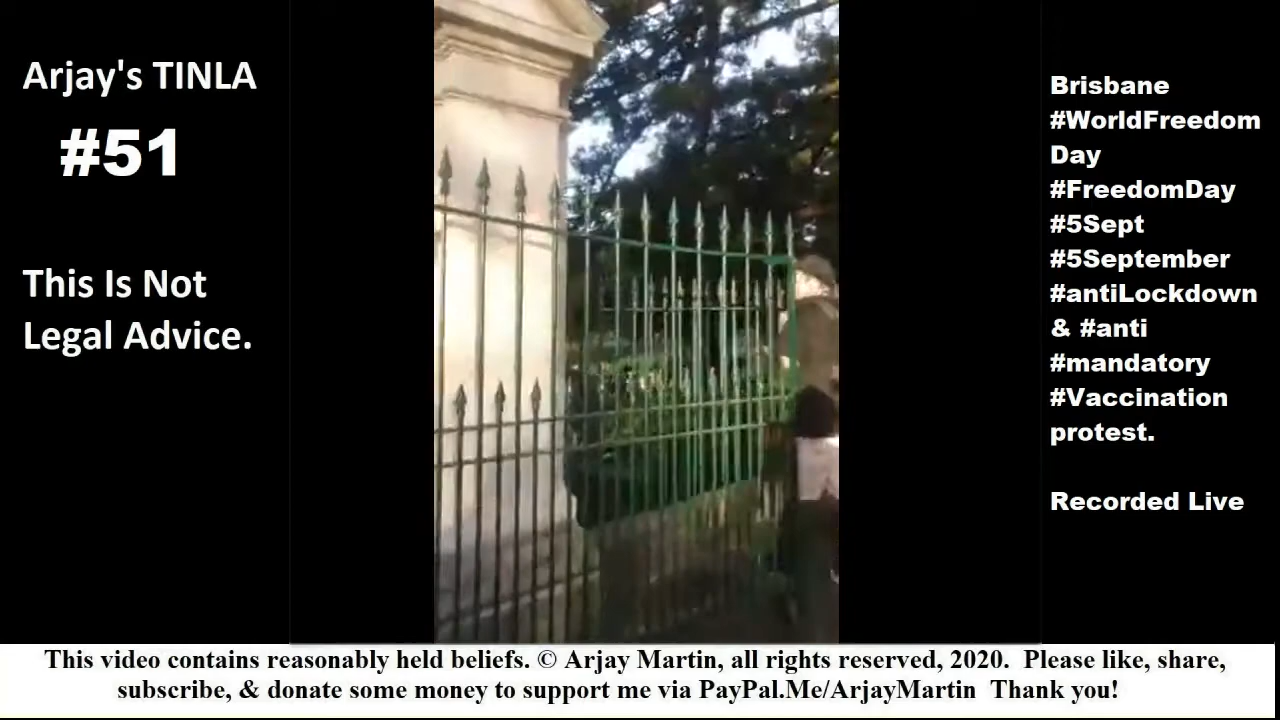 Arjay's TINLA
#51
This Is Not
Legal Advice.
Brisbane
#WorldFreedom
Day
#FreedomDay
#5Sept
#5September
#antiLockdown
& #anti
#mandatory
#Vaccination
protest.
Recorded Live
This video contains reasonably held beliefs. © Arjay Martin, all rights reserved, 2020.  Please like, share,
subscribe, & donate some money to support me via PayPal.Me/ArjayMartin  Thank you!